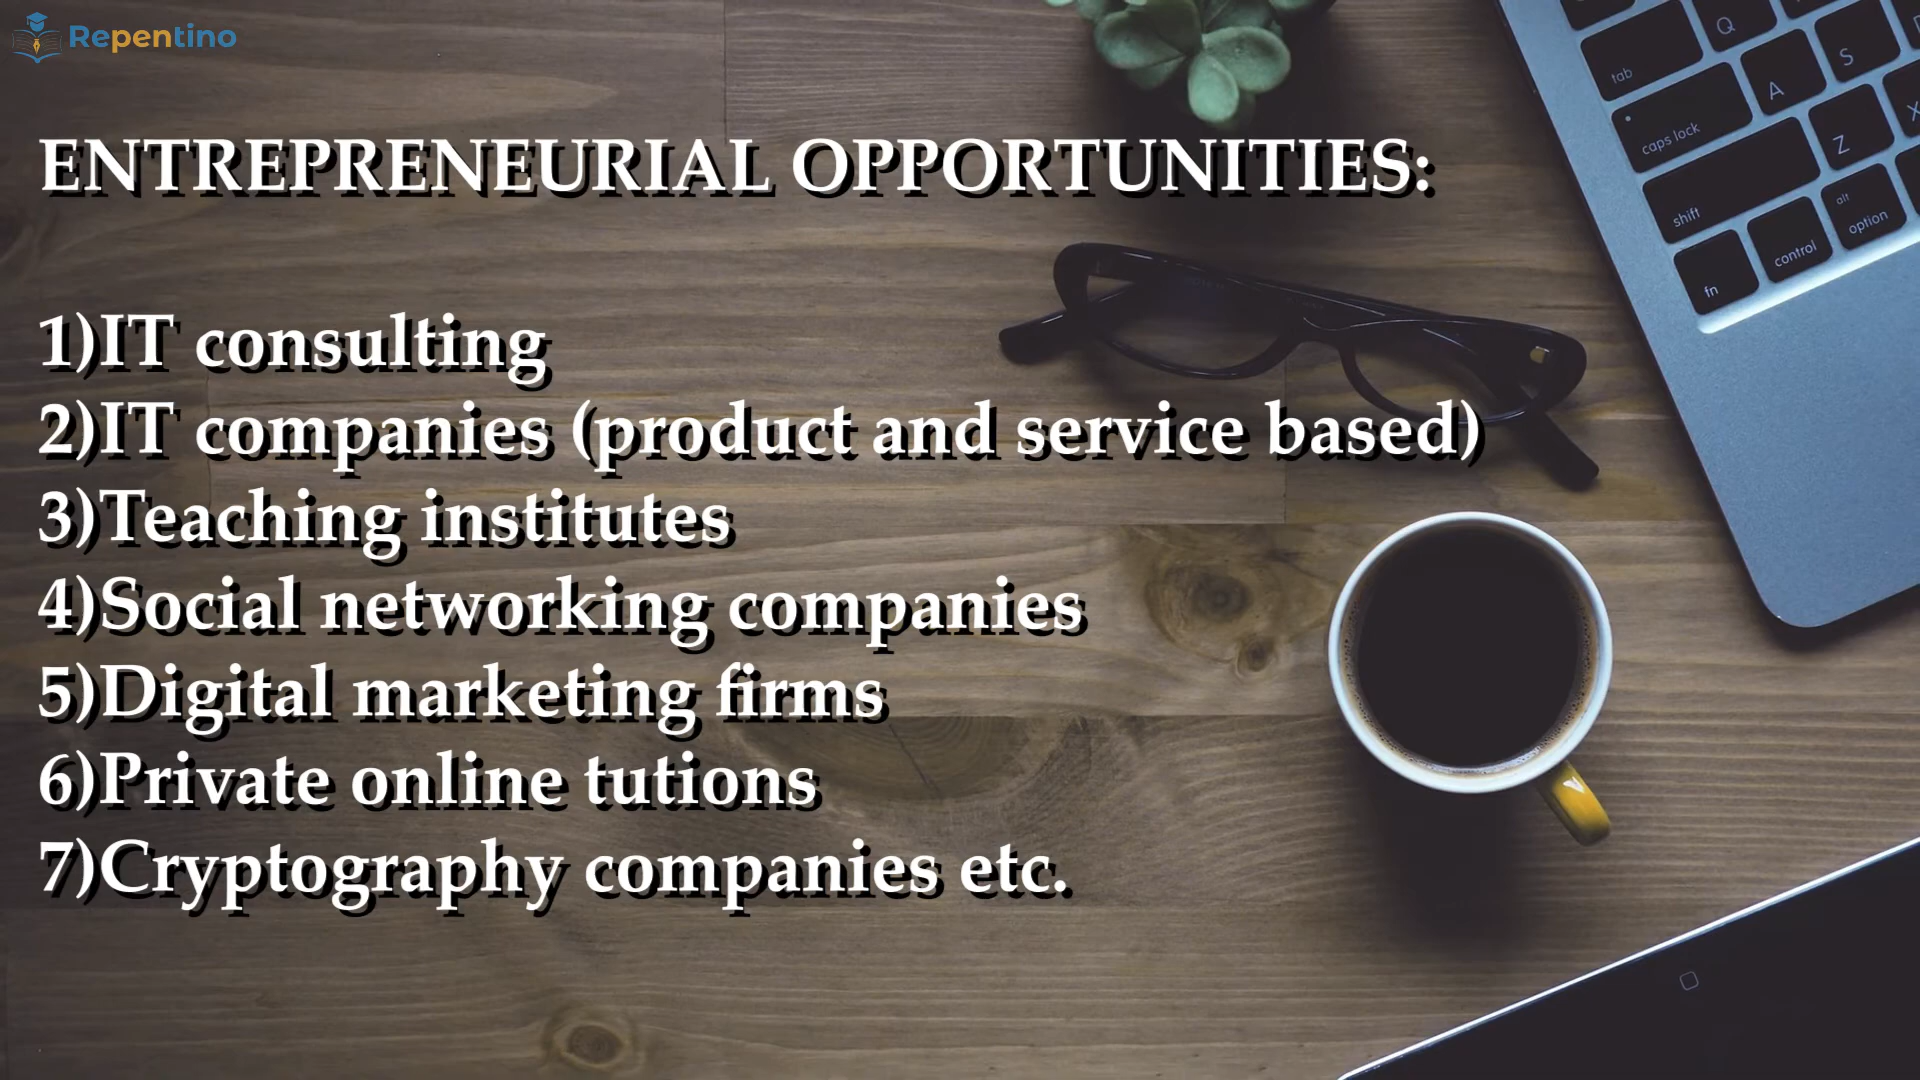 Repentino
ENTREPRENEURIAL OPPORTUNITIES:
1)IT consulting
2)IT companies (product and service based)
3)Teaching institutes
4)Social networking companies
5)Digital marketing firms
6)Private online tutions
7)Cryptography companies etc.
Q
tab
A
S
caps lock
Z
X
shift
alt
option
control
fn